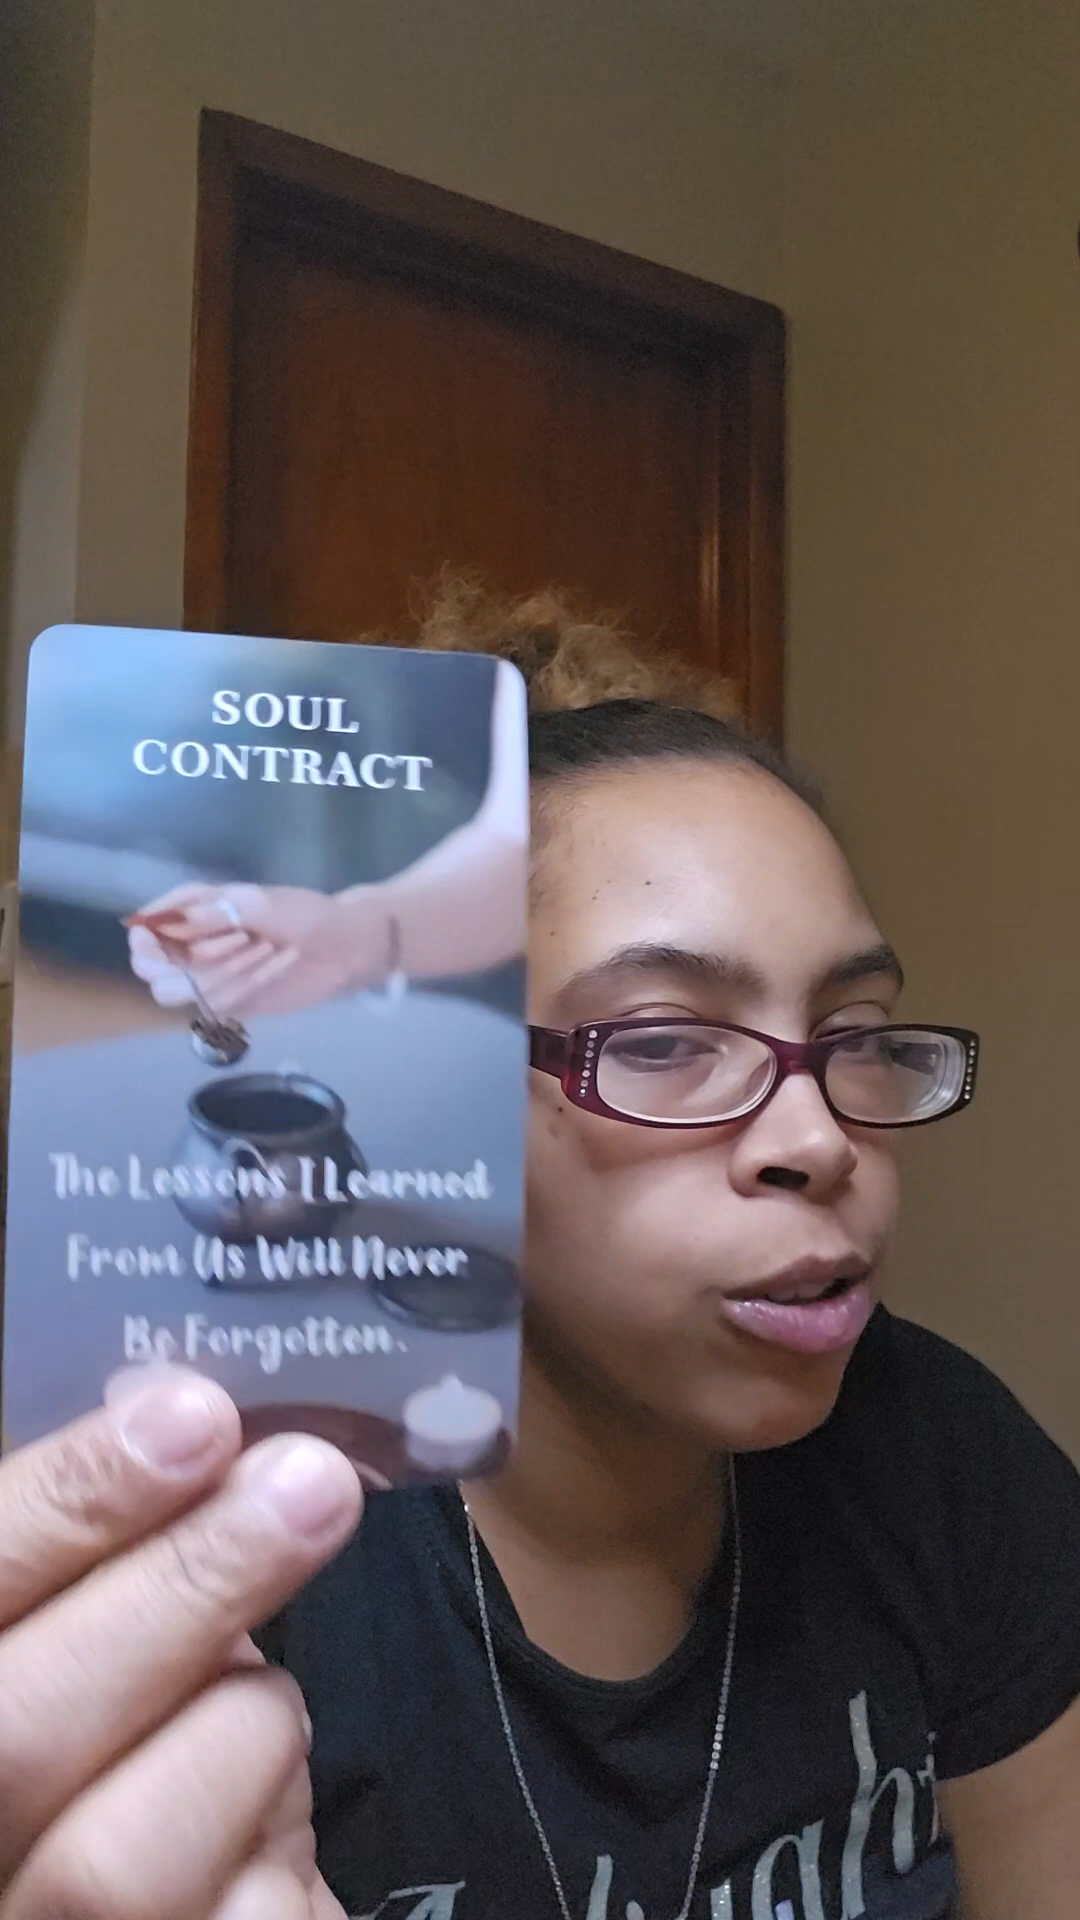 SOUL
CONTRACT
The Lessons I Learned
From Us Will Never
Be Forgotten.